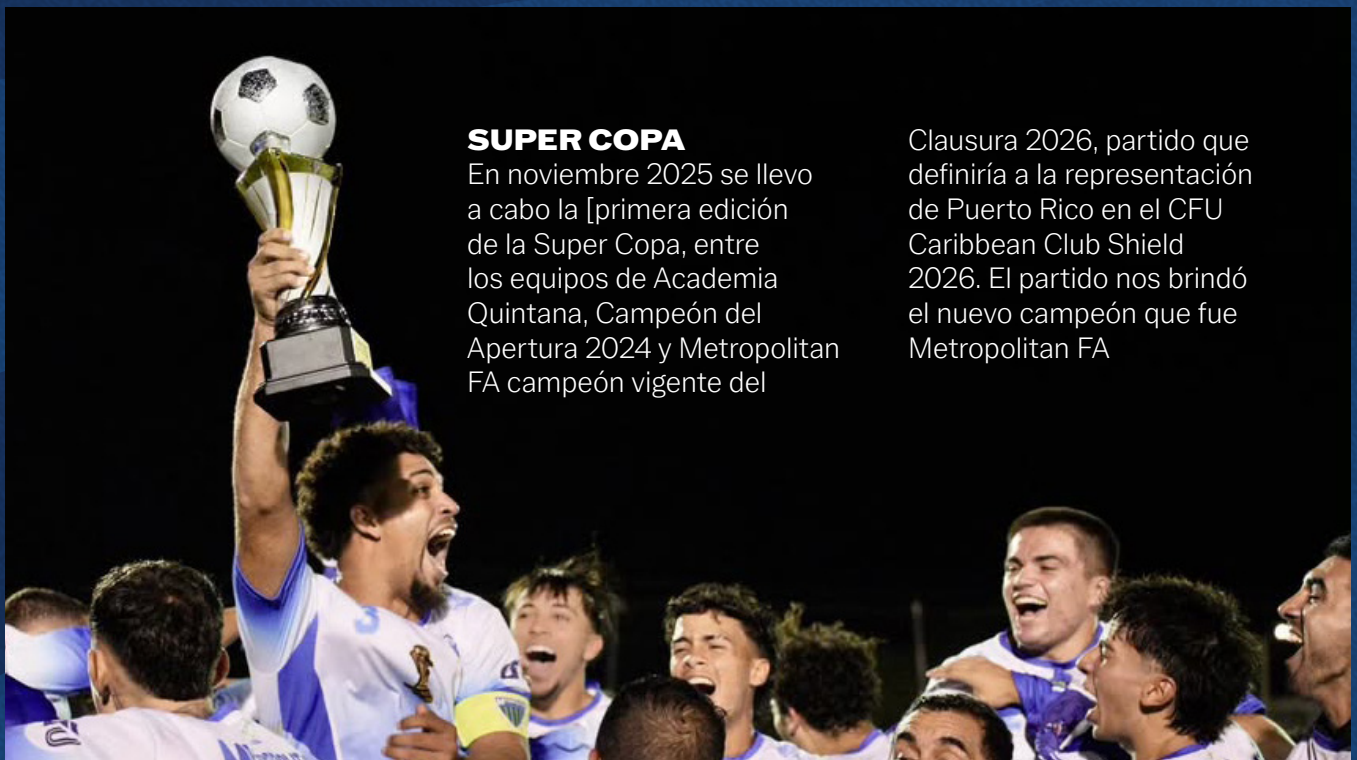 SUPER COPA
En noviembre 2025 se llevo
a cabo la [primera edición
de la Super Copa, entre
los equipos de Academia
Quintana, Campeón del
Apertura 2024 y Metropolitan
FA campeón vigente del
Clausura 2026, partido que
definiría a la representación
de Puerto Rico en el CFU
Caribbean Club Shield
2026. El partido nos brindó
el nuevo campeón que fue
Metropolitan FA
3